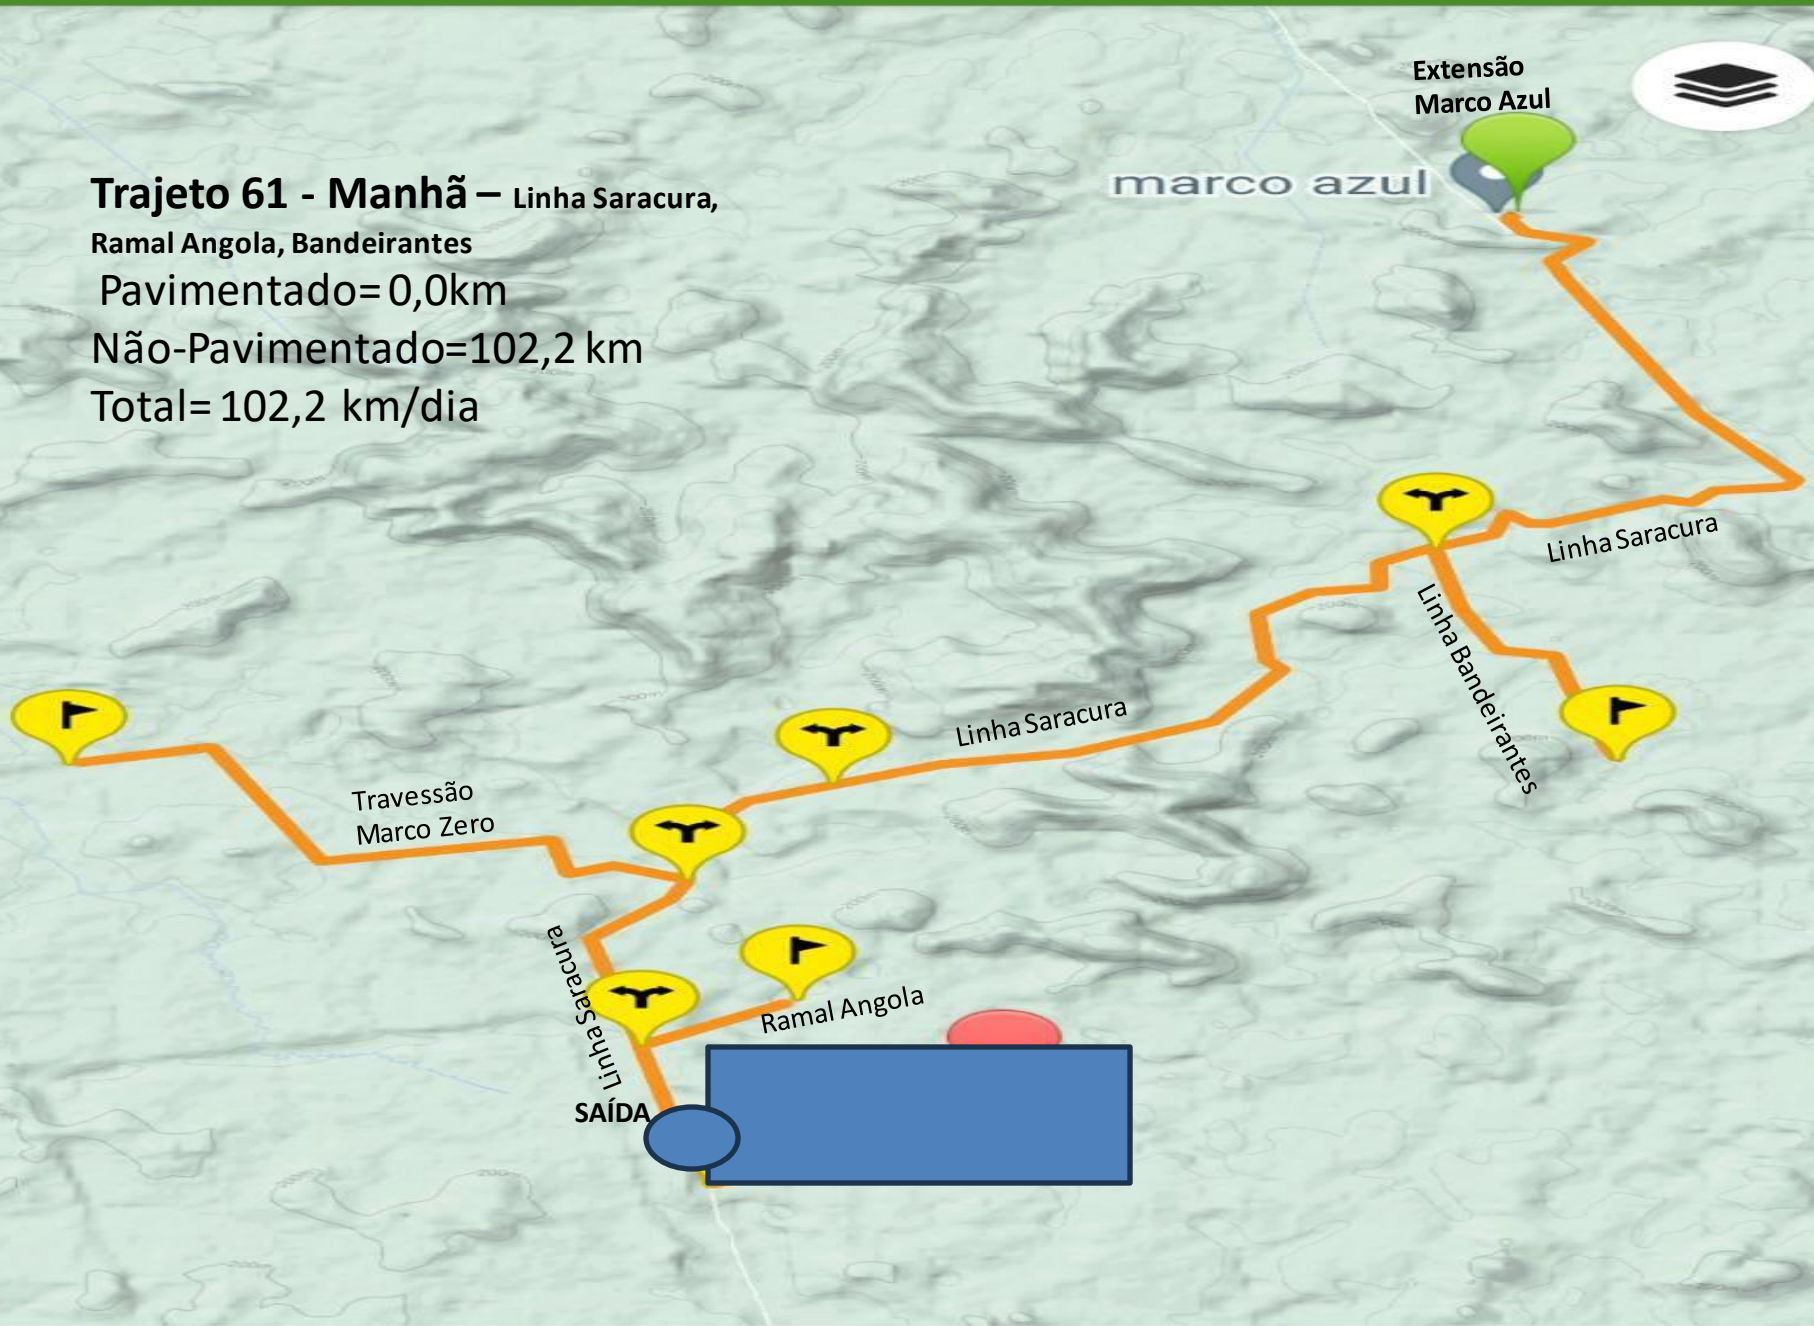 Extensão
Marco Azul
marco azul
Trajeto 61 - Manhã – Linha Saracura,
Ramal Angola, Bandeirantes
Pavimentado= 0,0km
Não-Pavimentado=102,2 km
Total= 102,2 km/dia
Linha Saracura
Linha Bandeirantes
Linha Saracura
Travessão
Marco Zero
Linha Saracura
Ramal Angola
SAÍDA